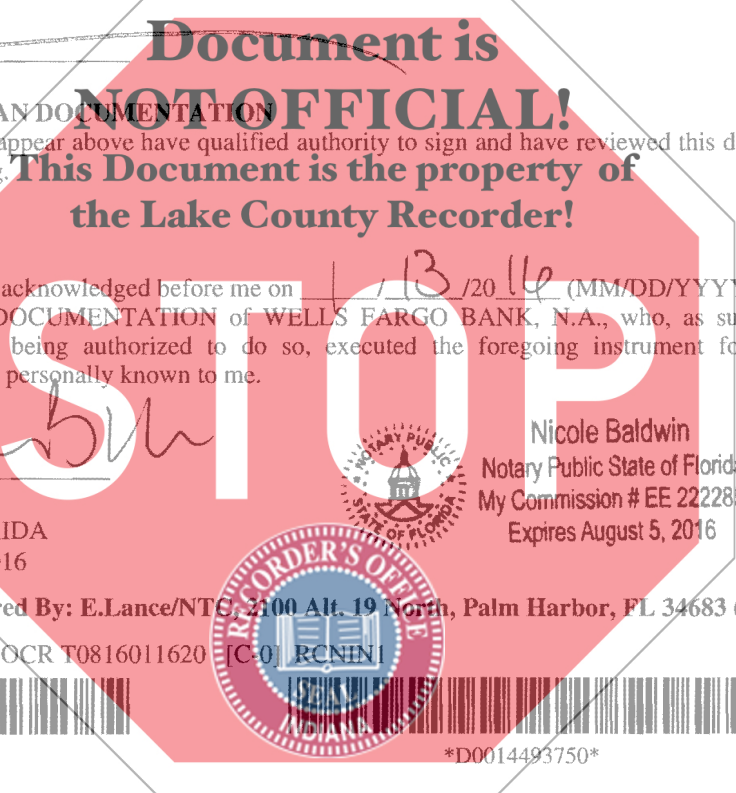 Document is
NOT OFFICIAL!
AN DOCUMENTATION
appear above have qualified authority to sign and have reviewed this d
This Document is the property of
the Lake County Recorder!
acknowledged before me on 1/13/2016 (MM/DD/YYYY
DOCUMENTATION of WELLS FARGO BANK, N.A., who, as su
being authorized to do so, executed the foregoing instrument fo
personally known to me.
STOP
NOTARY PUBLIC
STATE OF FLORIDA
Nicole Baldwin
Notary Public State of Florida
My Commission # EE 22228
Expires August 5, 2016
IDA
16
red By: E.Lance/NTC, 2100 Alt. 19 North, Palm Harbor, FL 34683 (
OCR T0816011620 [C-0] RCNIN1
RECORDER'S OFFICE
SEAL
INDIANA
*D0014493750*